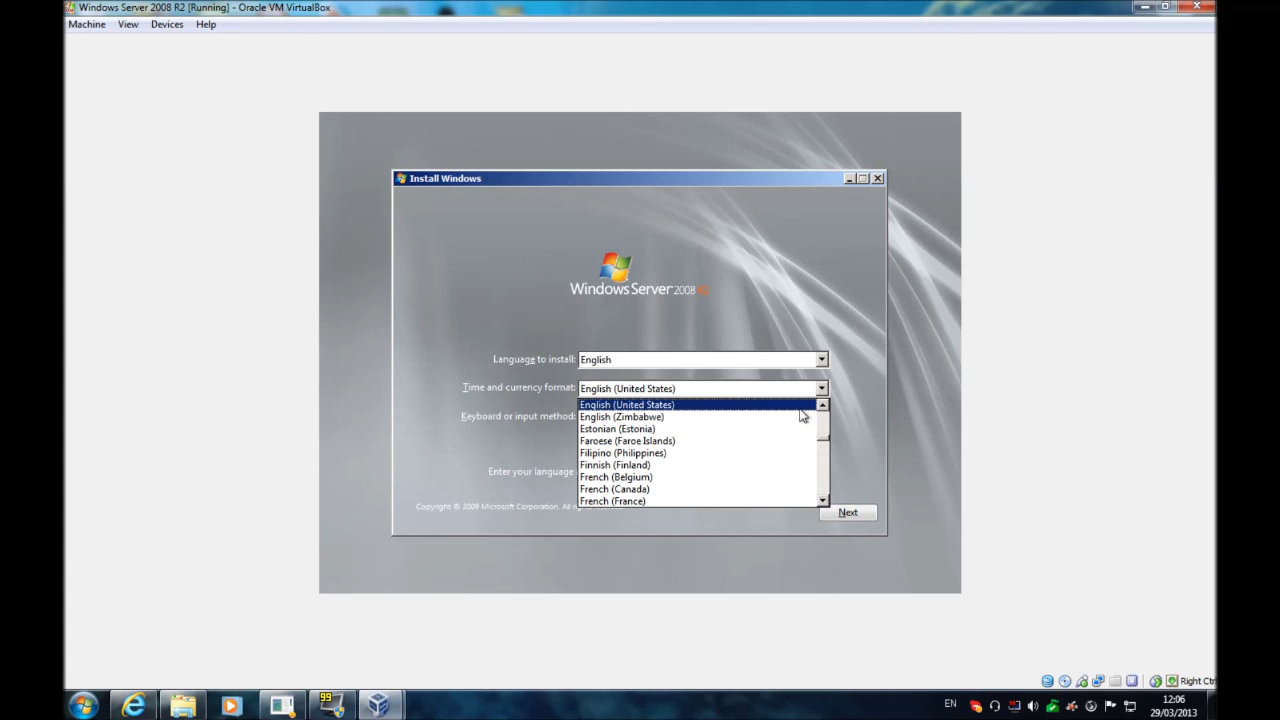 Windows Server 2008 R2 [Running] - Oracle VM VirtualBox
Machine View Devices Help
Install Windows
Windows Server 2008 R2
Language to install: English
Time and currency format: English (United States)
English (United States)
Keyboard or input method:
English (Zimbabwe)
Estonian (Estonia)
Faroese (Faroe Islands)
Filipino (Philippines)
Finnish (Finland)
Enter your language
French (Belgium)
French (Canada)
French (France)
Copyright © 2009 Microsoft Corporation. All
Next
Right Ctrl
99
EN
12:06
29/03/2013